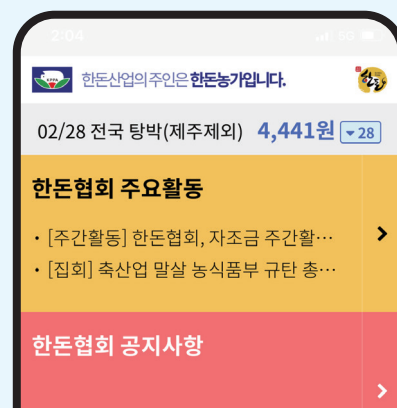 2:04
5G
KPPA
한돈산업의 주인은 한돈농가입니다.
한돈
02/28 전국 탕박(제주제외) 4,441원 ▼28
한돈협회 주요활동
• [주간활동] 한돈협회, 자조금 주간활…
• [집회] 축산업 말살 농식품부 규탄 총…
한돈협회 공지사항